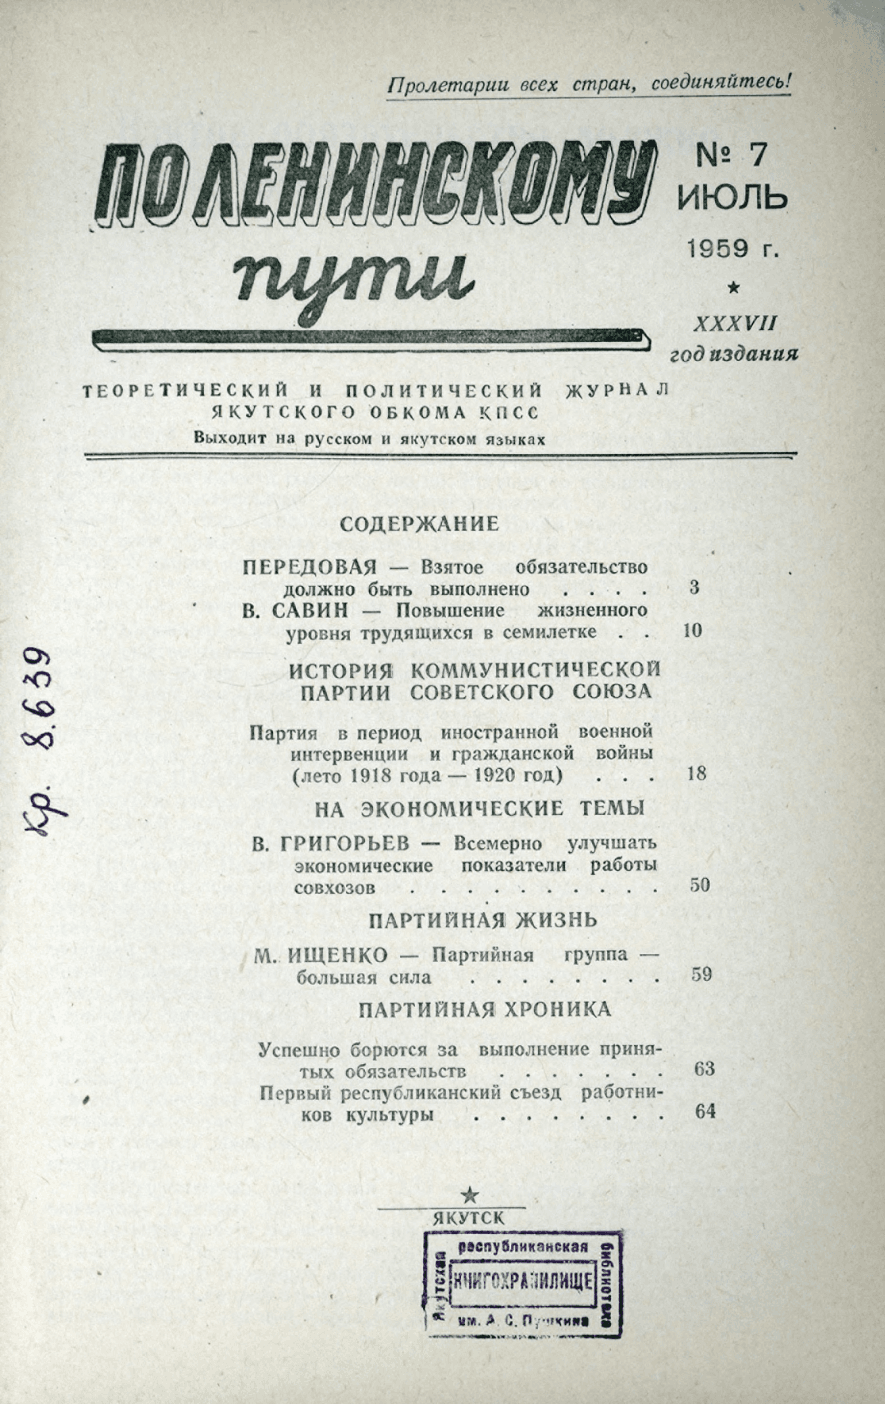 Пролетарии всех стран, соединяйтесь!
ПО ЛЕНИНСКОМУ
пути
№ 7
ИЮЛЬ
1959 г.
★
XXXVII
год издания
ТЕОРЕТИЧЕСКИЙ И ПОЛИТИЧЕСКИЙ ЖУРНАЛ
ЯКУТСКОГО ОБКОМА КПСС
Выходит на русском и якутском языках
СОДЕРЖАНИЕ
ПЕРЕДОВАЯ — Взятое обязательство
должно быть выполнено . . . . 3
В. САВИН — Повышение жизненного
уровня трудящихся в семилетке . . 10
ИСТОРИЯ КОММУНИСТИЧЕСКОЙ
ПАРТИИ СОВЕТСКОГО СОЮЗА
Партия в период иностранной военной
интервенции и гражданской войны
(лето 1918 года — 1920 год) . . . 18
НА ЭКОНОМИЧЕСКИЕ ТЕМЫ
В. ГРИГОРЬЕВ — Всемерно улучшать
экономические показатели работы
совхозов . . . . . . . . . . 50
ПАРТИЙНАЯ ЖИЗНЬ
М. ИЩЕНКО — Партийная группа —
большая сила . . . . . . . . 59
ПАРТИЙНАЯ ХРОНИКА
Успешно борются за выполнение приня-
тых обязательств . . . . . . . 63
Первый республиканский съезд работни-
ков культуры . . . . . . . . 64
кр. 8.639
★
ЯКУТСК
Якутская
республиканская
библиотека
КНИГОХРАНИЛИЩЕ
им. А. С. Пушкина